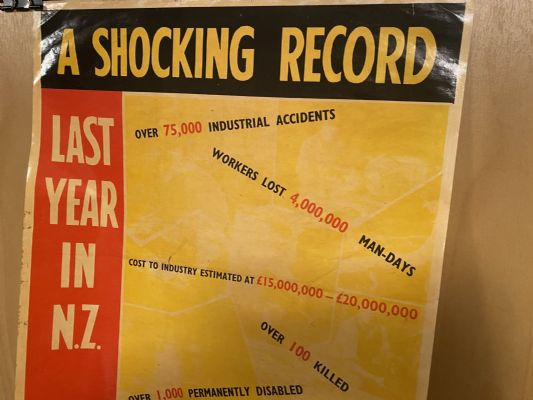 A SHOCKING RECORD
LAST
YEAR
IN
N.Z.
OVER 75,000 INDUSTRIAL ACCIDENTS
WORKERS LOST 4,000,000 MAN-DAYS
COST TO INDUSTRY ESTIMATED AT £15,000,000 – £20,000,000
OVER 100 KILLED
OVER 1,000 PERMANENTLY DISABLED